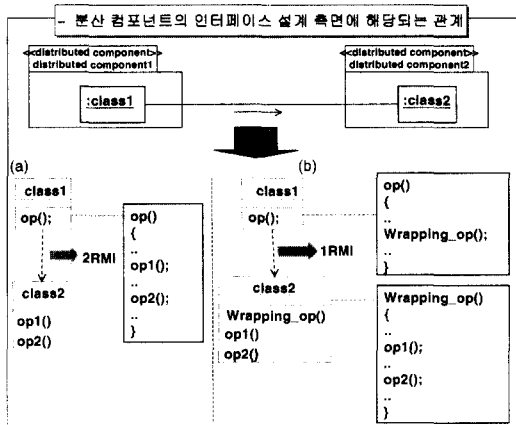 - 분산 컴포넌트의 인터페이스 설계 측면에 해당되는 관계
<<distributed component>>
distributed component1
:class1
<<distributed component>>
distributed component2
:class2
(a)
class1
op();
2RMI
class2
op1()
op2()
op()
{
..
op1();
..
op2();
..
}
(b)
class1
op();
1RMI
class2
Wrapping_op()
op1()
op2()
op()
{
..
Wrapping_op();
..
}
Wrapping_op()
{
..
op1();
..
op2();
..
}